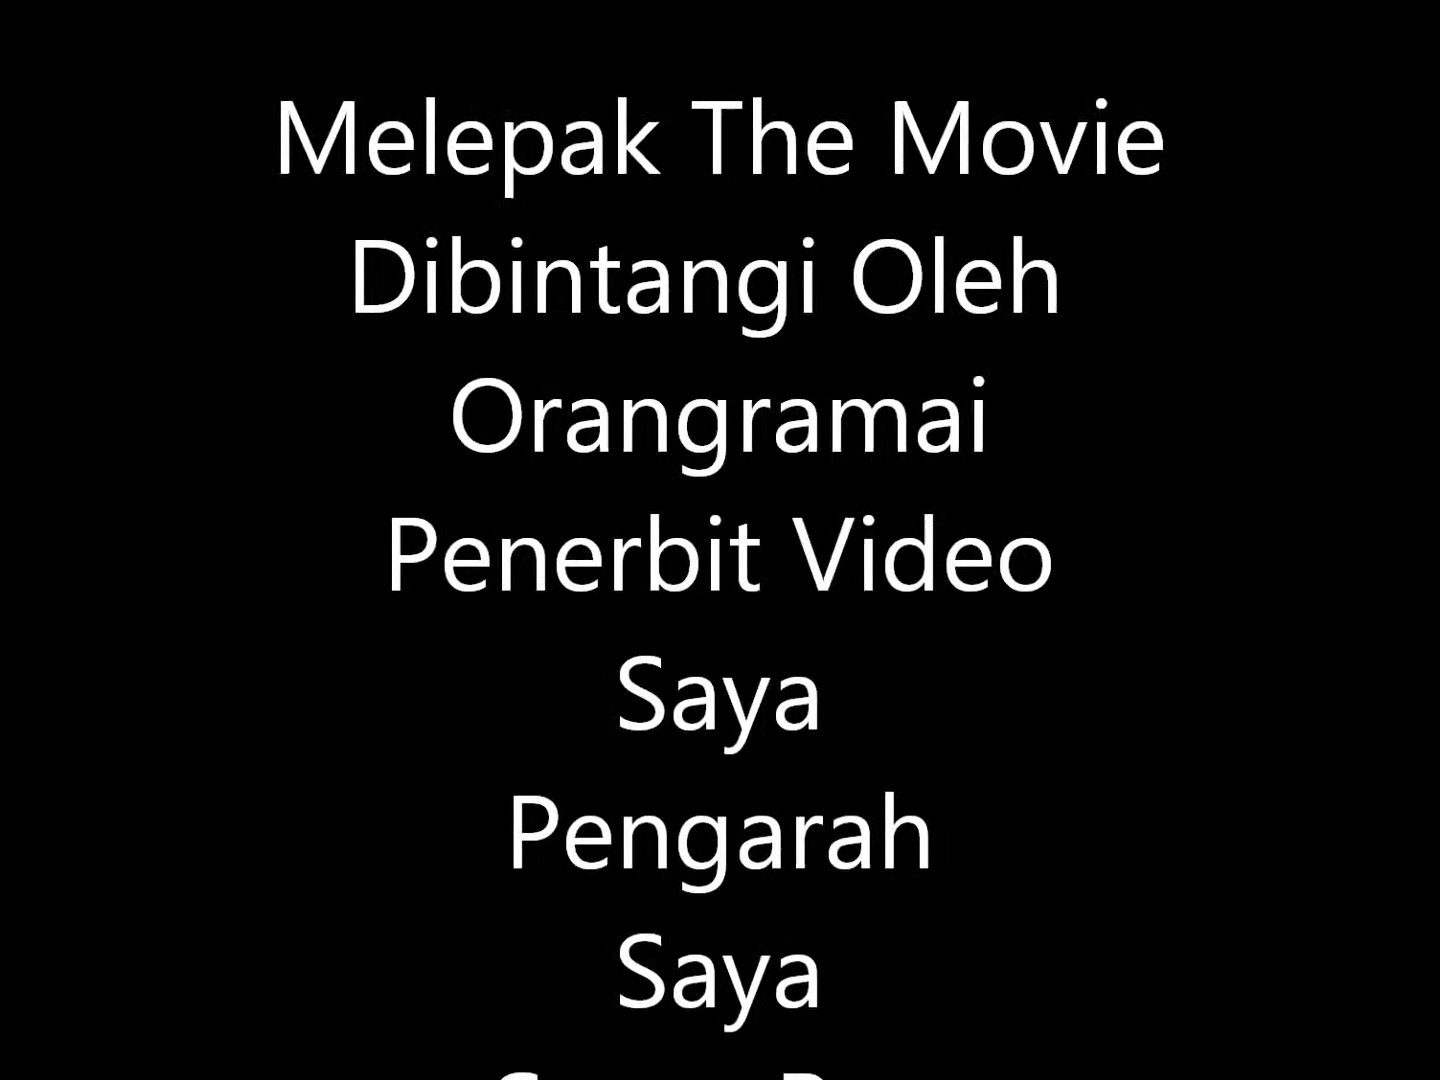 Melepak The Movie
Dibintangi Oleh
Orangramai
Penerbit Video
Saya
Pengarah
Saya